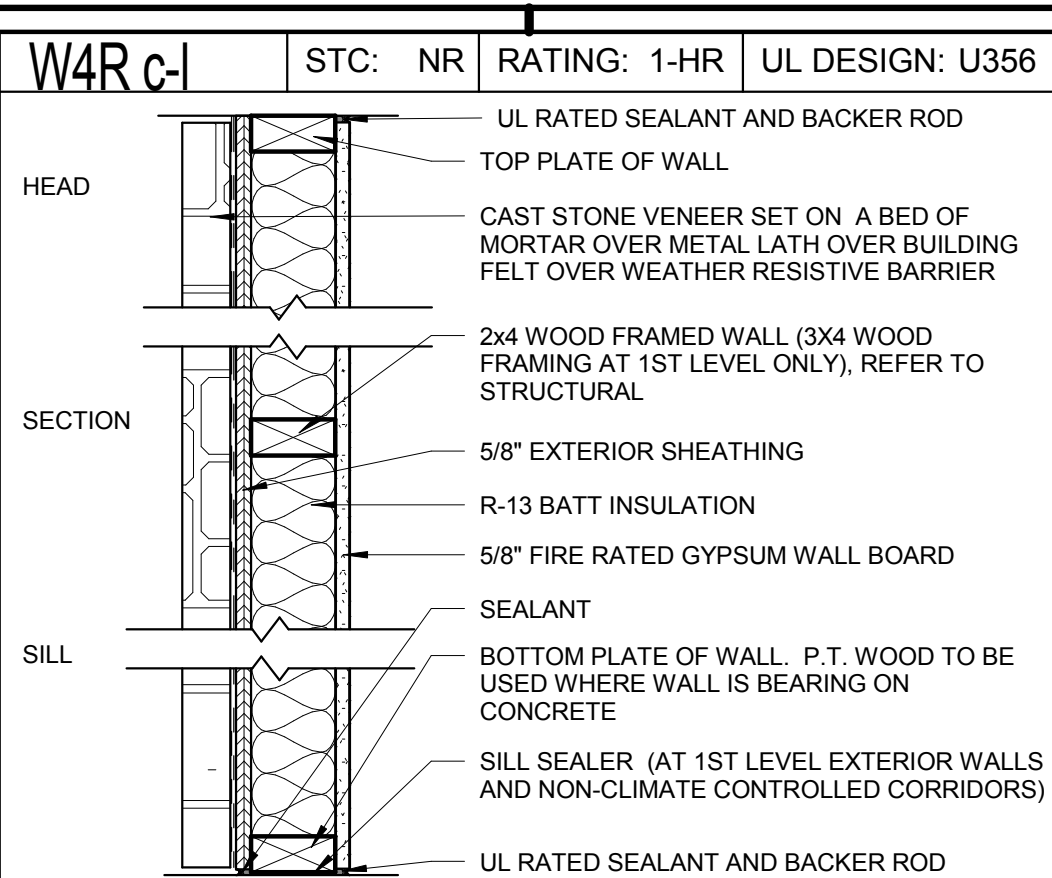 W4R c-I
STC: NR
RATING: 1-HR
UL DESIGN: U356
UL RATED SEALANT AND BACKER ROD
TOP PLATE OF WALL
HEAD
CAST STONE VENEER SET ON A BED OF
MORTAR OVER METAL LATH OVER BUILDING
FELT OVER WEATHER RESISTIVE BARRIER
2x4 WOOD FRAMED WALL (3X4 WOOD
FRAMING AT 1ST LEVEL ONLY), REFER TO
STRUCTURAL
SECTION
5/8" EXTERIOR SHEATHING
R-13 BATT INSULATION
5/8" FIRE RATED GYPSUM WALL BOARD
SEALANT
SILL
BOTTOM PLATE OF WALL. P.T. WOOD TO BE
USED WHERE WALL IS BEARING ON
CONCRETE
SILL SEALER (AT 1ST LEVEL EXTERIOR WALLS
AND NON-CLIMATE CONTROLLED CORRIDORS)
UL RATED SEALANT AND BACKER ROD